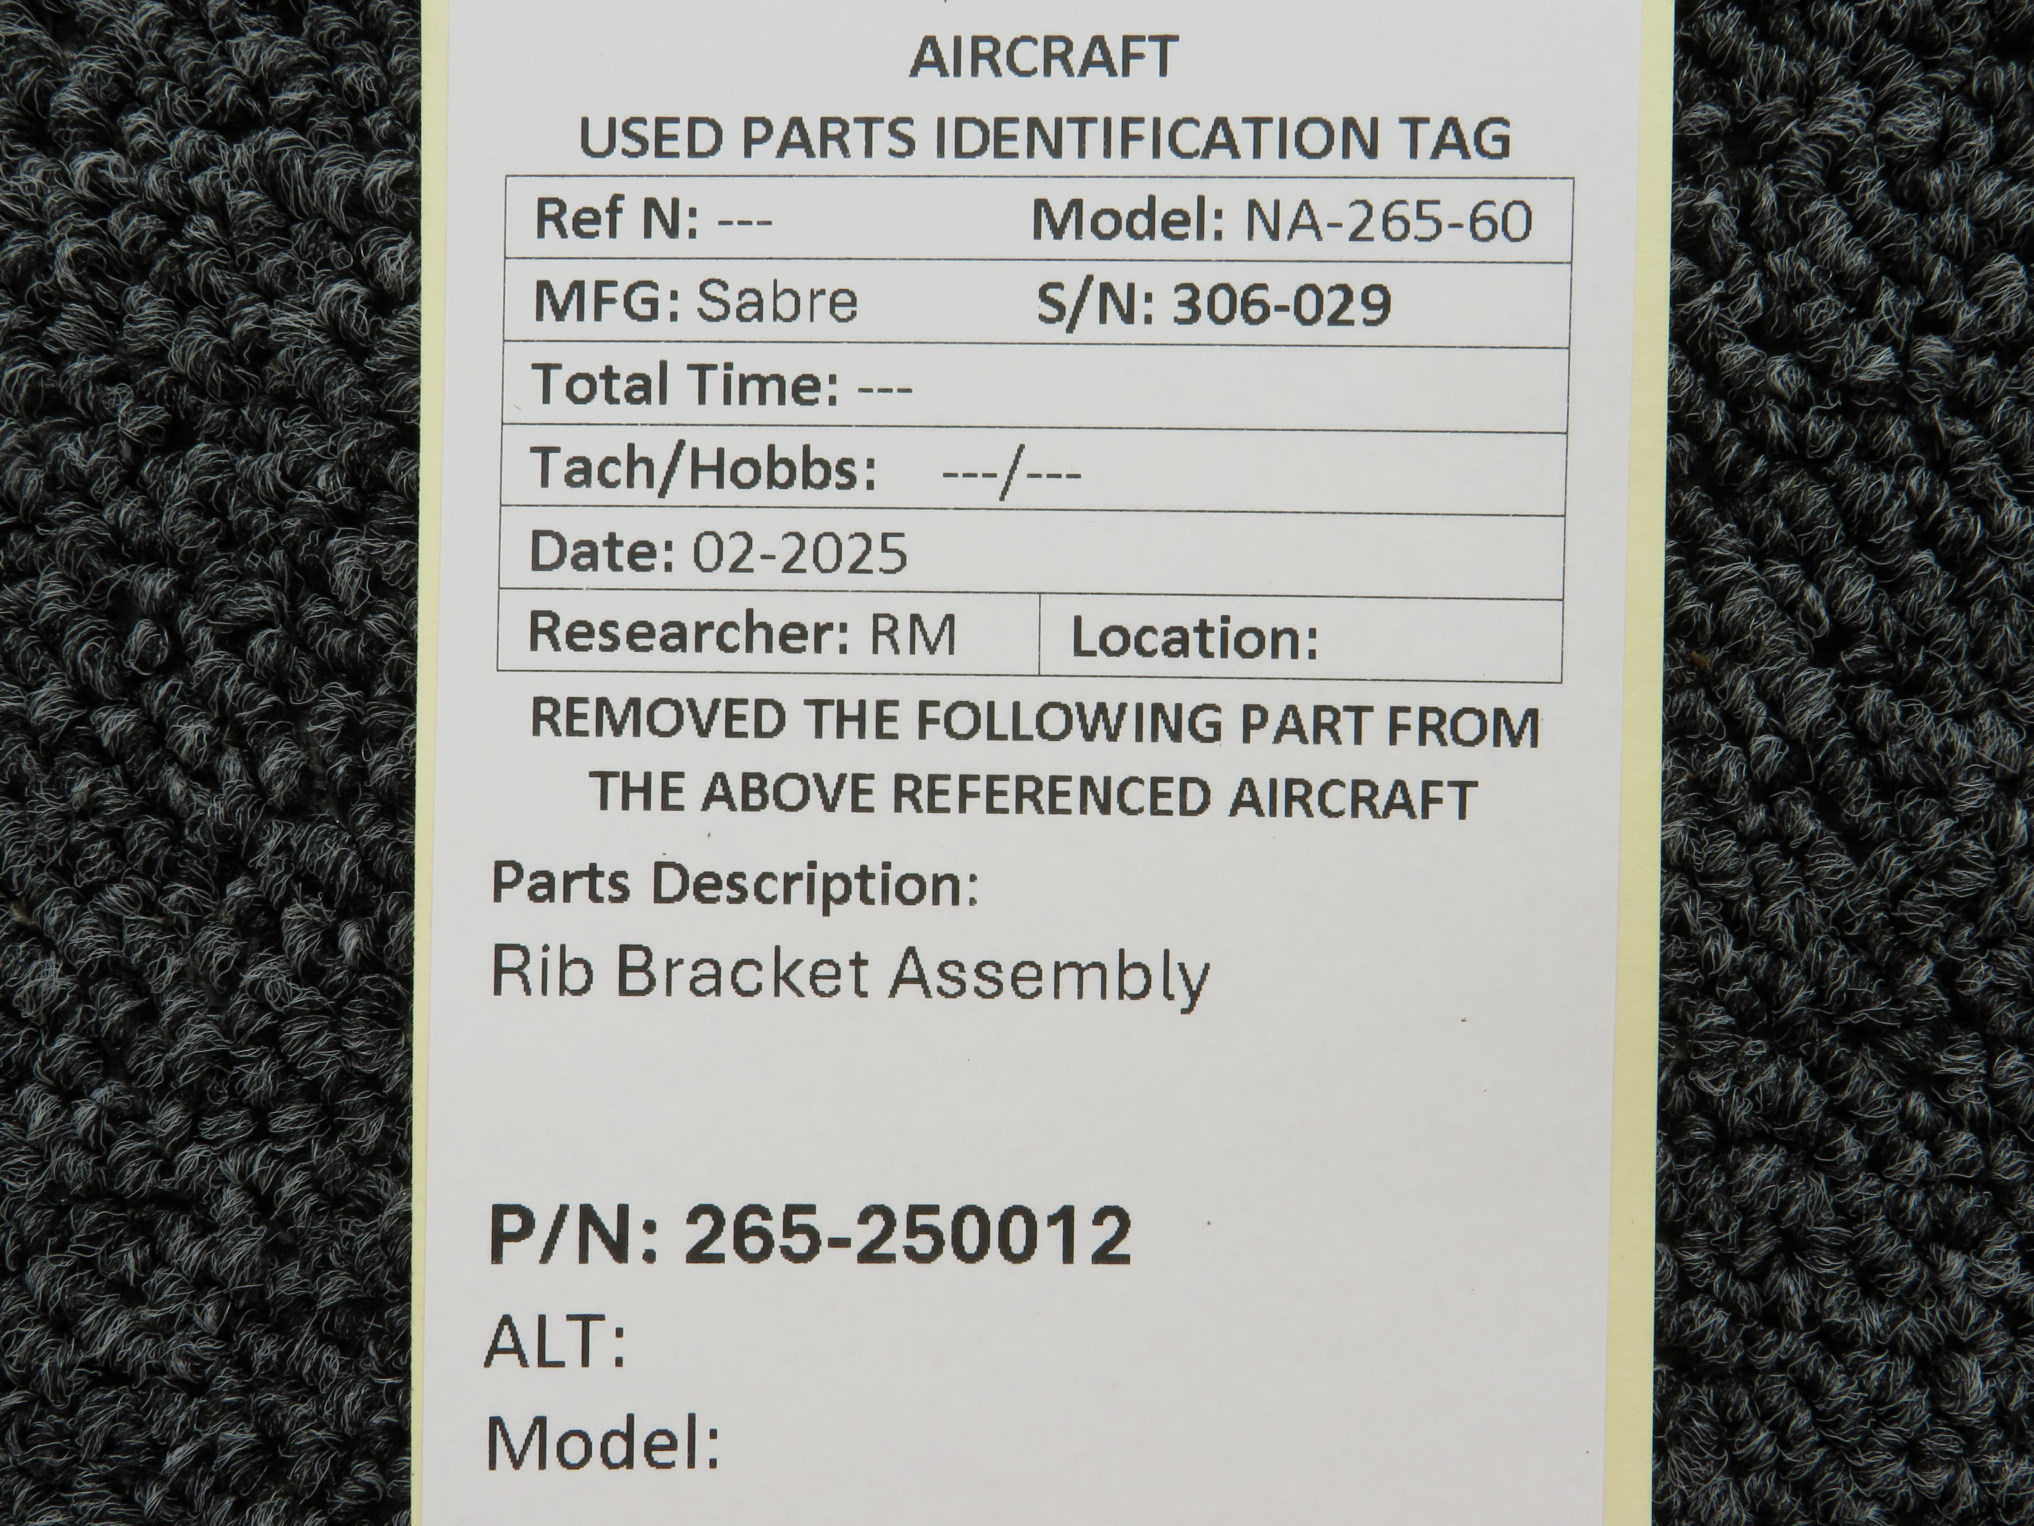 AIRCRAFT
USED PARTS IDENTIFICATION TAG
Ref N: --- Model: NA-265-60
MFG: Sabre S/N: 306-029
Total Time: ---
Tach/Hobbs: ---/---
Date: 02-2025
Researcher: RM Location:
REMOVED THE FOLLOWING PART FROM
THE ABOVE REFERENCED AIRCRAFT
Parts Description:
Rib Bracket Assembly
P/N: 265-250012
ALT:
Model: